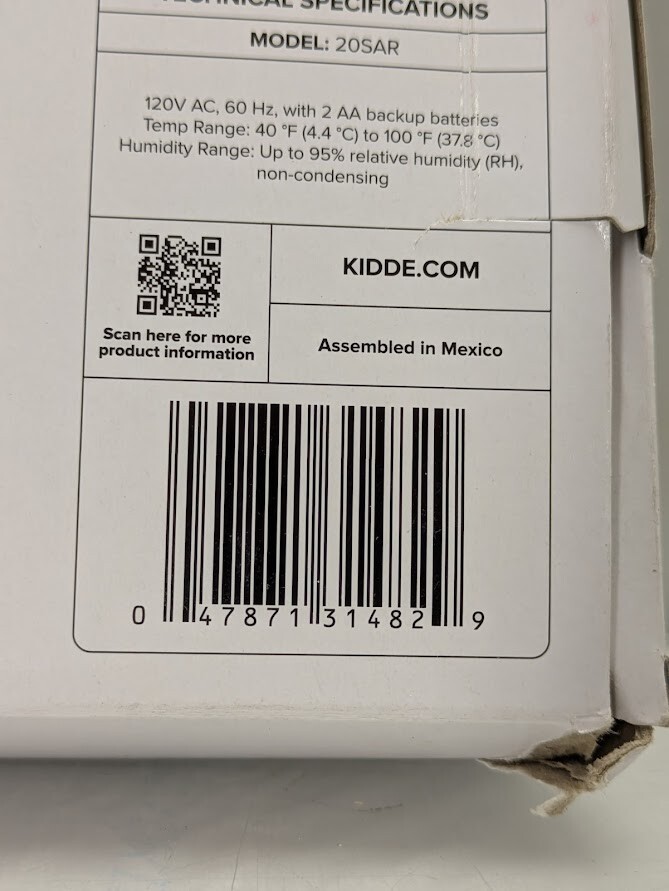 TECHNICAL SPECIFICATIONS
MODEL: 20SAR
120V AC, 60 Hz, with 2 AA backup batteries
Temp Range: 40 °F (4.4 °C) to 100 °F (37.8 °C)
Humidity Range: Up to 95% relative humidity (RH),
non-condensing
KIDDE.COM
Scan here for more
product information
Assembled in Mexico
0 47871 31482 9